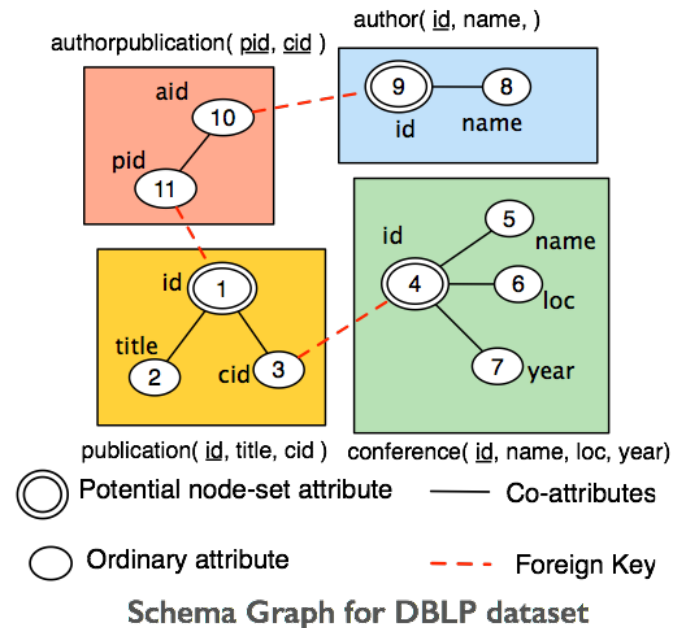 author( id, name, )
authorpublication( pid, cid )
aid
10
9
8
id
name
pid
11
id
5
name
id
1
4
6
loc
title
2
cid
3
7
year
publication( id, title, cid )
conference( id, name, loc, year)
Potential node-set attribute
Co-attributes
Ordinary attribute
Foreign Key
Schema Graph for DBLP dataset